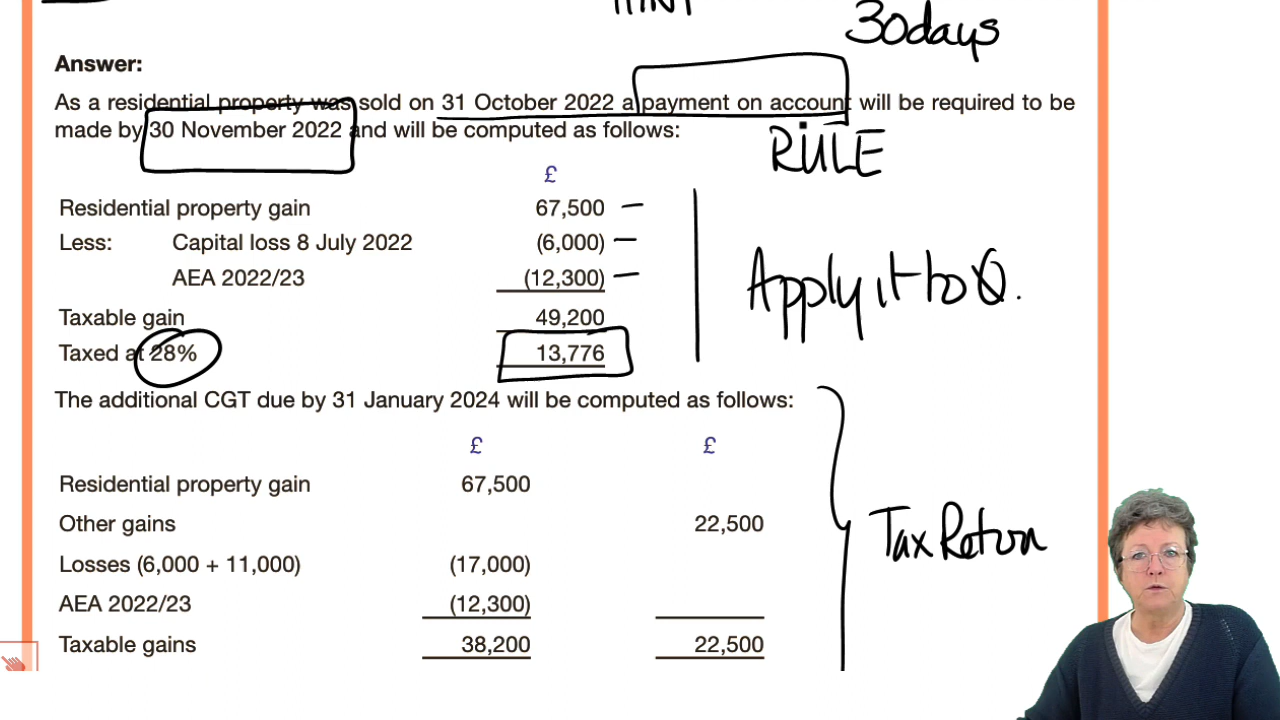 30days
Answer:
As a residential property was sold on 31 October 2022 a payment on account will be required to be
made by 30 November 2022 and will be computed as follows:
RULE
£
Residential property gain 67,500
Less: Capital loss 8 July 2022 (6,000)
AEA 2022/23 (12,300)
Apply it to Q.
Taxable gain 49,200
Taxed at 28% 13,776
The additional CGT due by 31 January 2024 will be computed as follows:
£ £
Residential property gain 67,500
Other gains 22,500
Tax Return
Losses (6,000 + 11,000) (17,000)
AEA 2022/23 (12,300)
Taxable gains 38,200 22,500